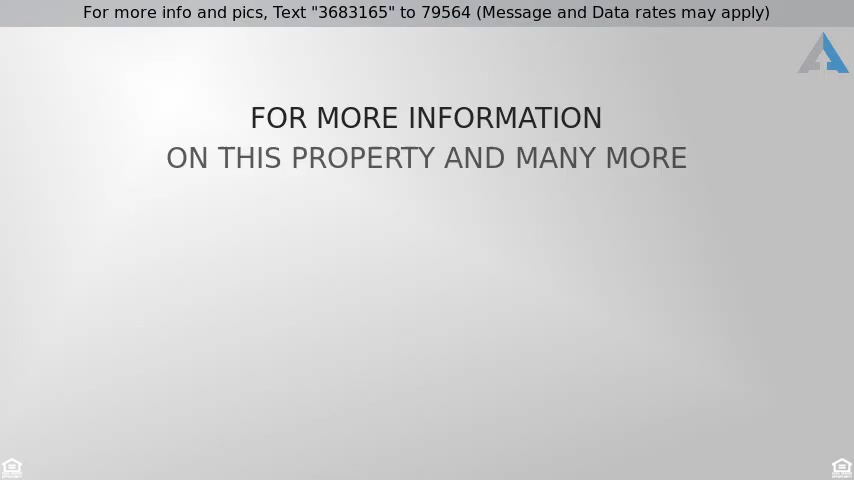 For more info and pics, Text "3683165" to 79564 (Message and Data rates may apply)
FOR MORE INFORMATION
ON THIS PROPERTY AND MANY MORE